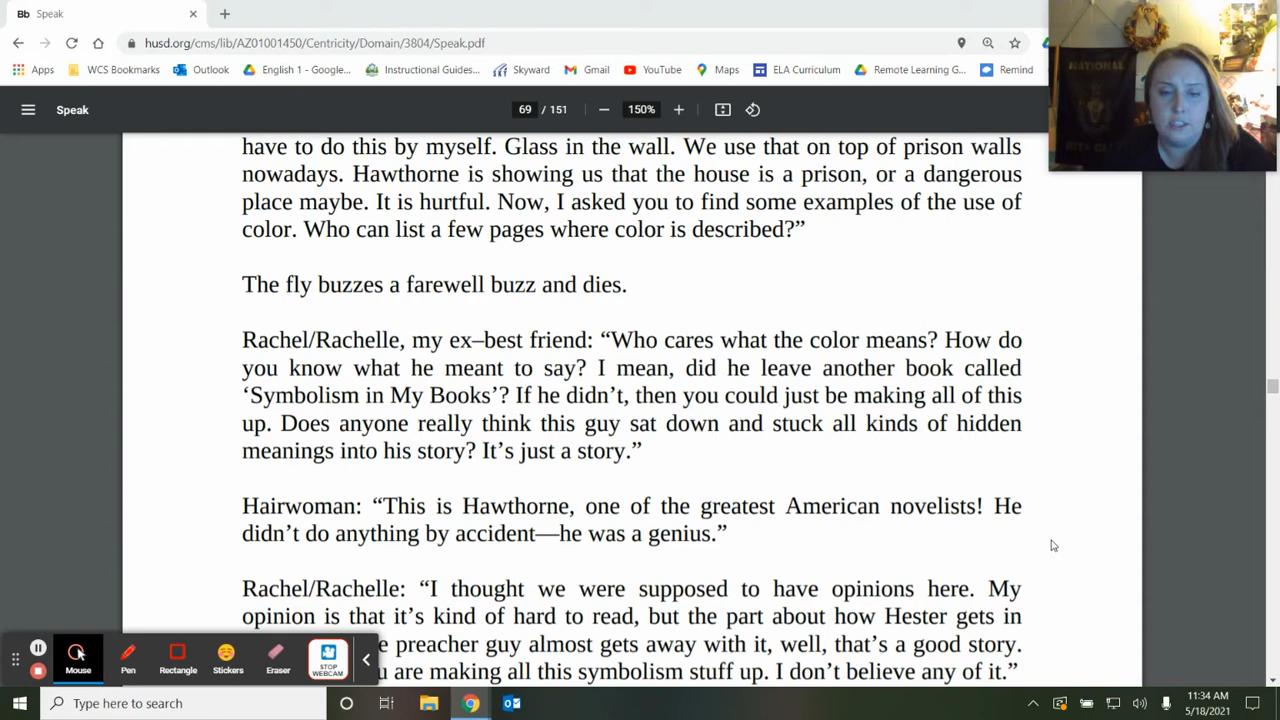 Bb Speak
husd.org/cms/lib/AZ01001450/Centricity/Domain/3804/Speak.pdf
Apps WCS Bookmarks Outlook English 1 - Google... Instructional Guides... Skyward Gmail YouTube Maps ELA Curriculum Remote Learning G... Remind
Speak 69 / 151 150%
have to do this by myself. Glass in the wall. We use that on top of prison walls
nowadays. Hawthorne is showing us that the house is a prison, or a dangerous
place maybe. It is hurtful. Now, I asked you to find some examples of the use of
color. Who can list a few pages where color is described?”
The fly buzzes a farewell buzz and dies.
Rachel/Rachelle, my ex–best friend: “Who cares what the color means? How do
you know what he meant to say? I mean, did he leave another book called
‘Symbolism in My Books’? If he didn’t, then you could just be making all of this
up. Does anyone really think this guy sat down and stuck all kinds of hidden
meanings into his story? It’s just a story.”
Hairwoman: “This is Hawthorne, one of the greatest American novelists! He
didn’t do anything by accident—he was a genius.”
Rachel/Rachelle: “I thought we were supposed to have opinions here. My
opinion is that it’s kind of hard to read, but the part about how Hester gets in
preacher guy almost gets away with it, well, that’s a good story.
are making all this symbolism stuff up. I don’t believe any of it.”
Mouse Pen Rectangle Stickers Eraser STOP
WEBCAM
Type here to search
11:34 AM
5/18/2021
NATIONAL